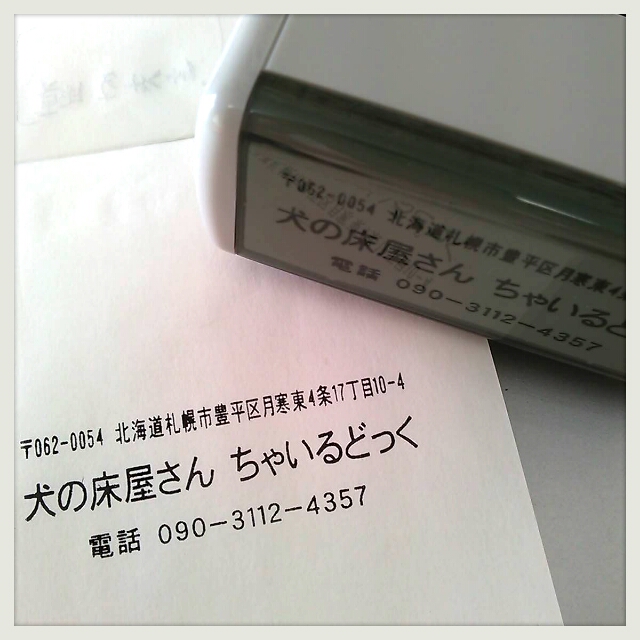 〒062-0054 北海道札幌市豊平区月寒東4
犬の床屋さん ちゃいるど
電話 090-3112-4357
〒062-0054 北海道札幌市豊平区月寒東4条17丁目10-4
犬の床屋さん ちゃいるどっく
電話 090-3112-4357